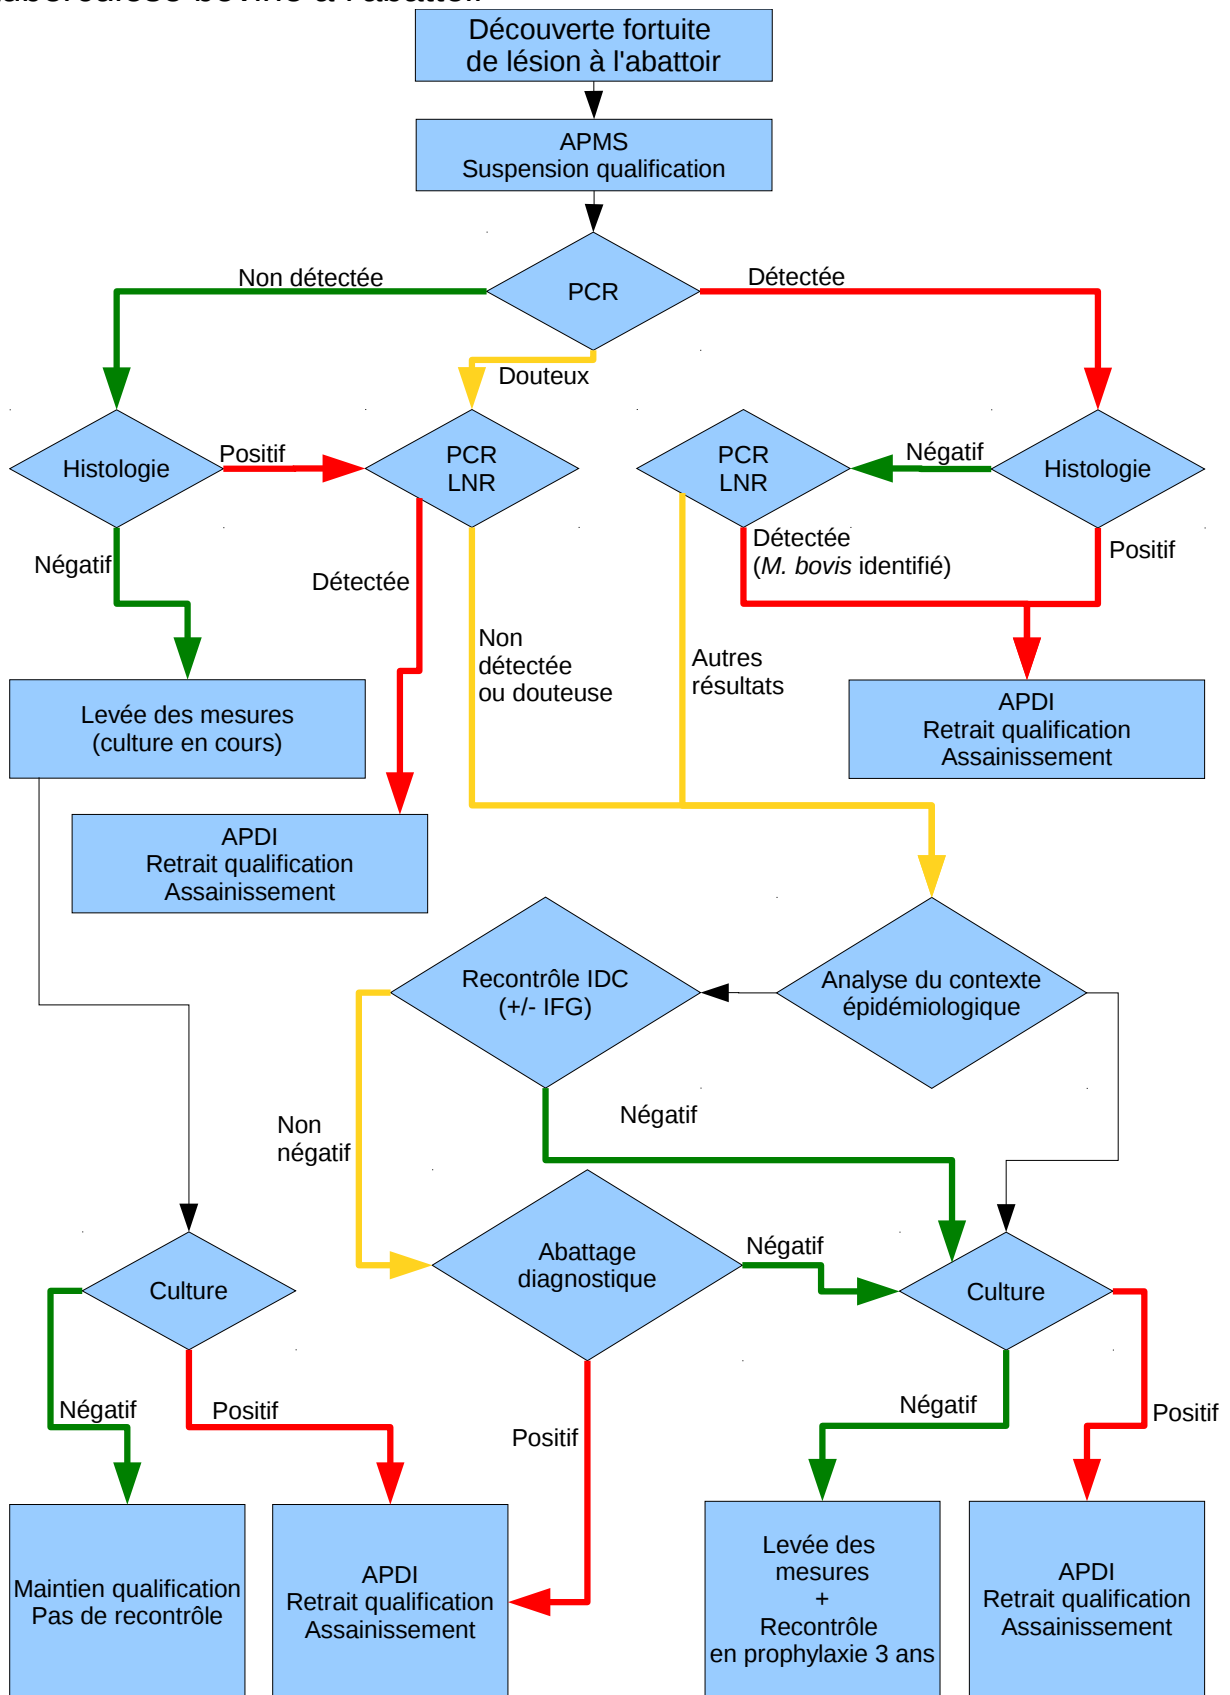 Découverte fortuite
de lésion à l'abattoir
APMS
Suspension qualification
Non détectée
PCR
Détectée
Douteux
Histologie
Positif
PCR
LNR
PCR
LNR
Négatif
Histologie
Négatif
Détectée
Détectée
(M. bovis identifié)
Positif
Non
détectée
ou douteuse
Autres
résultats
Levée des mesures
(culture en cours)
APDI
Retrait qualification
Assainissement
APDI
Retrait qualification
Assainissement
Recontrôle IDC
(+/- IFG)
Analyse du contexte
épidémiologique
Non
négatif
Négatif
Abattage
diagnostique
Négatif
Culture
Culture
Négatif
Positif
Positif
Négatif
Positif
Maintien qualification
Pas de recontrôle
APDI
Retrait qualification
Assainissement
Levée des
mesures
+
Recontrôle
en prophylaxie 3 ans
APDI
Retrait qualification
Assainissement